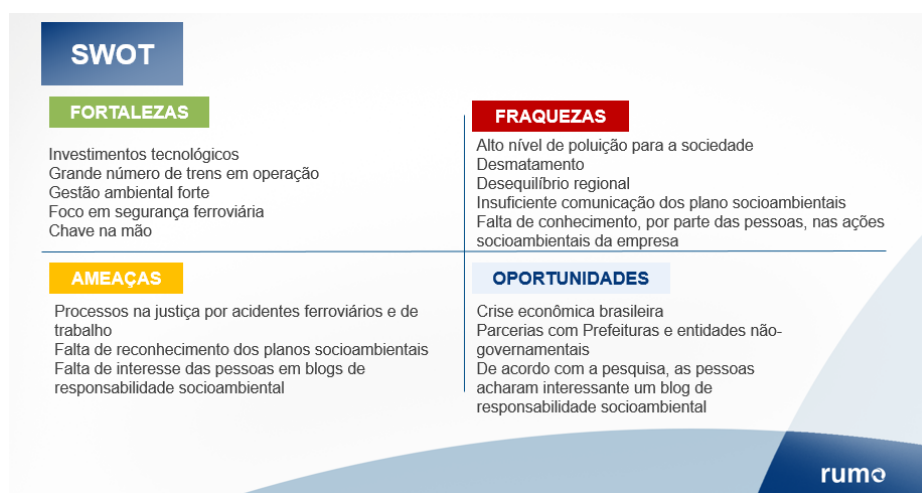 SWOT
FORTALEZAS
Investimentos tecnológicos
Grande número de trens em operação
Gestão ambiental forte
Foco em segurança ferroviária
Chave na mão
FRAQUEZAS
Alto nível de poluição para a sociedade
Desmatamento
Desequilíbrio regional
Insuficiente comunicação dos plano socioambientais
Falta de conhecimento, por parte das pessoas, nas ações
socioambientais da empresa
AMEAÇAS
Processos na justiça por acidentes ferroviários e de
trabalho
Falta de reconhecimento dos planos socioambientais
Falta de interesse das pessoas em blogs de
responsabilidade socioambiental
OPORTUNIDADES
Crise econômica brasileira
Parcerias com Prefeituras e entidades não-
governamentais
De acordo com a pesquisa, as pessoas
acharam interessante um blog de
responsabilidade socioambiental
rumo